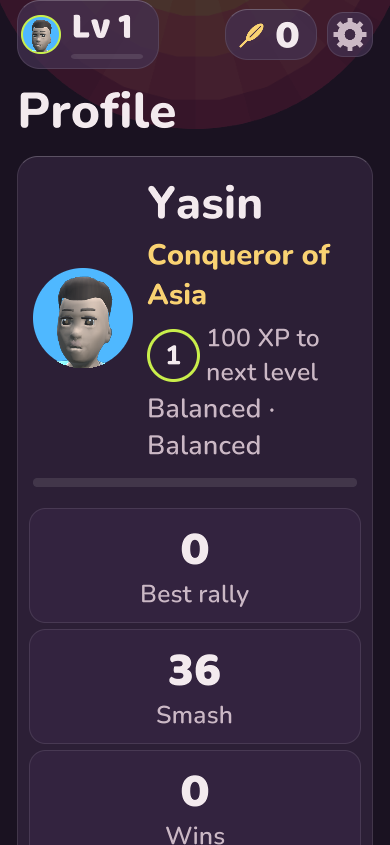 Lv 1
0
Profile
Yasin
Conqueror of
Asia
1
100 XP to
next level
Balanced ·
Balanced
0
Best rally
36
Smash
0
Wins